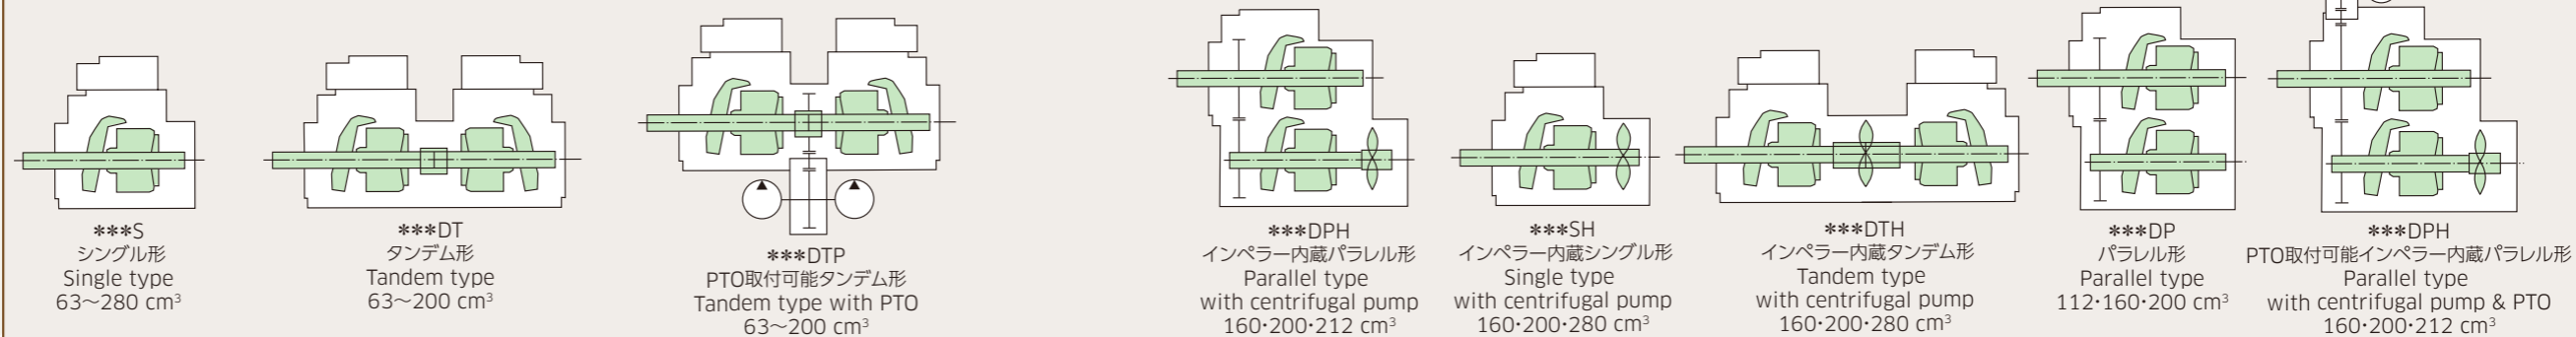 ***S
シングル形
Single type
63～280 cm³
***DT
タンデム形
Tandem type
63～200 cm³
***DTP
PTO取付可能タンデム形
Tandem type with PTO
63～200 cm³
***DPH
インペラー内蔵パラレル形
Parallel type
with centrifugal pump
160･200･212 cm³
***SH
インペラー内蔵シングル形
Single type
with centrifugal pump
160･200･280 cm³
***DTH
インペラー内蔵タンデム形
Tandem type
with centrifugal pump
160･200･280 cm³
***DP
パラレル形
Parallel type
112･160･200 cm³
***DPH
PTO取付可能インペラー内蔵パラレル形
Parallel type
with centrifugal pump & PTO
160･200･212 cm³